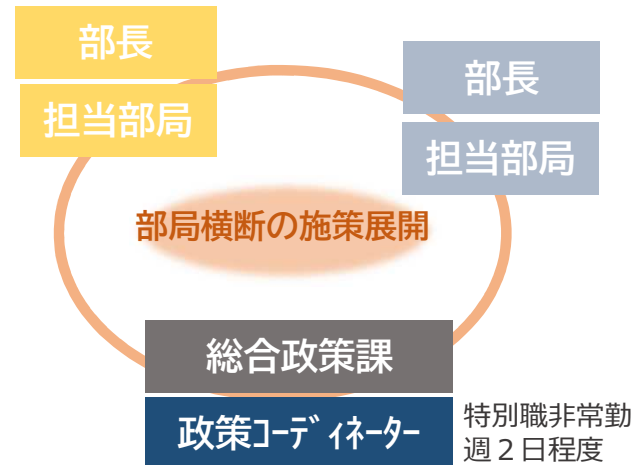 部長
担当部局
部長
担当部局
部局横断の施策展開
総合政策課
政策ｺｰﾃﾞｨﾈｰﾀｰ
特別職非常勤
週２日程度